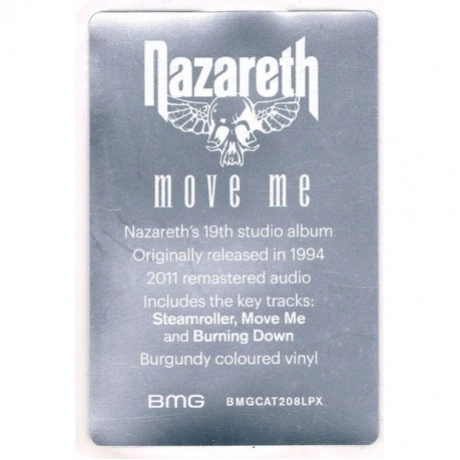 Nazareth
move me
Nazareth's 19th studio album
Originally released in 1994
2011 remastered audio
Includes the key tracks:
Steamroller, Move Me
and Burning Down
Burgundy coloured vinyl
BMG BMGCAT208LPX